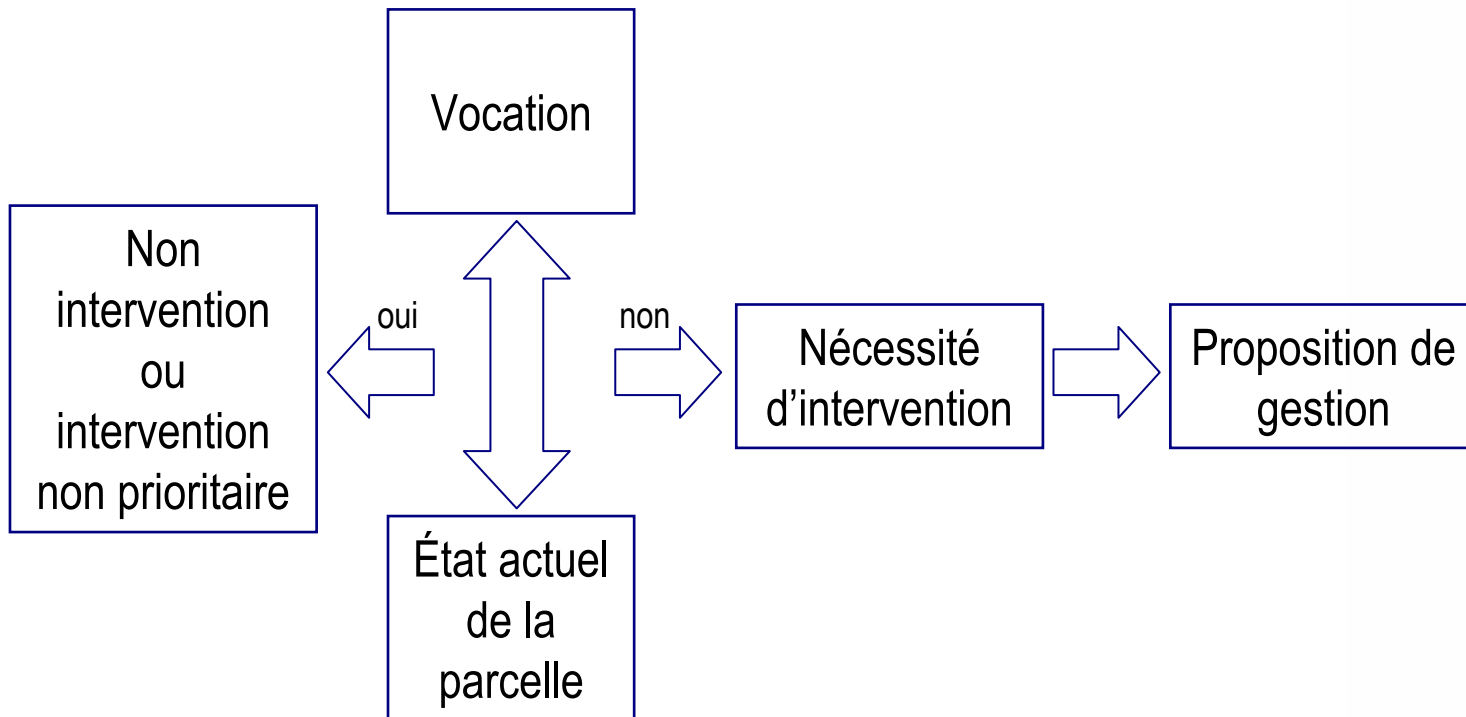 Vocation
Non
intervention
ou
intervention
non prioritaire
oui
non
Nécessité
d’intervention
Proposition de
gestion
État actuel
de la
parcelle